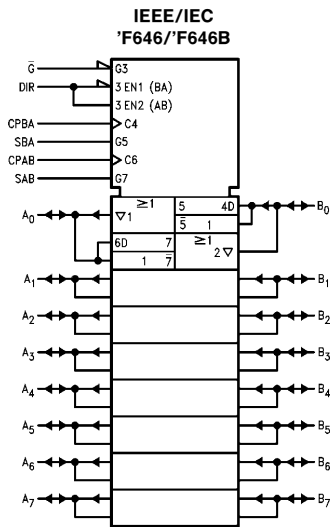 IEEE/IEC
'F646/'F646B
G̅ G3
DIR 3 EN1 (BA)
3 EN2 (AB)
CPBA C4
SBA G5
CPAB C6
SAB G7
A0 ≥1 5 4D B0
▽1 5̅ 1
6D 7 ≥1
1 7̅ 2▽
A1 B1
A2 B2
A3 B3
A4 B4
A5 B5
A6 B6
A7 B7